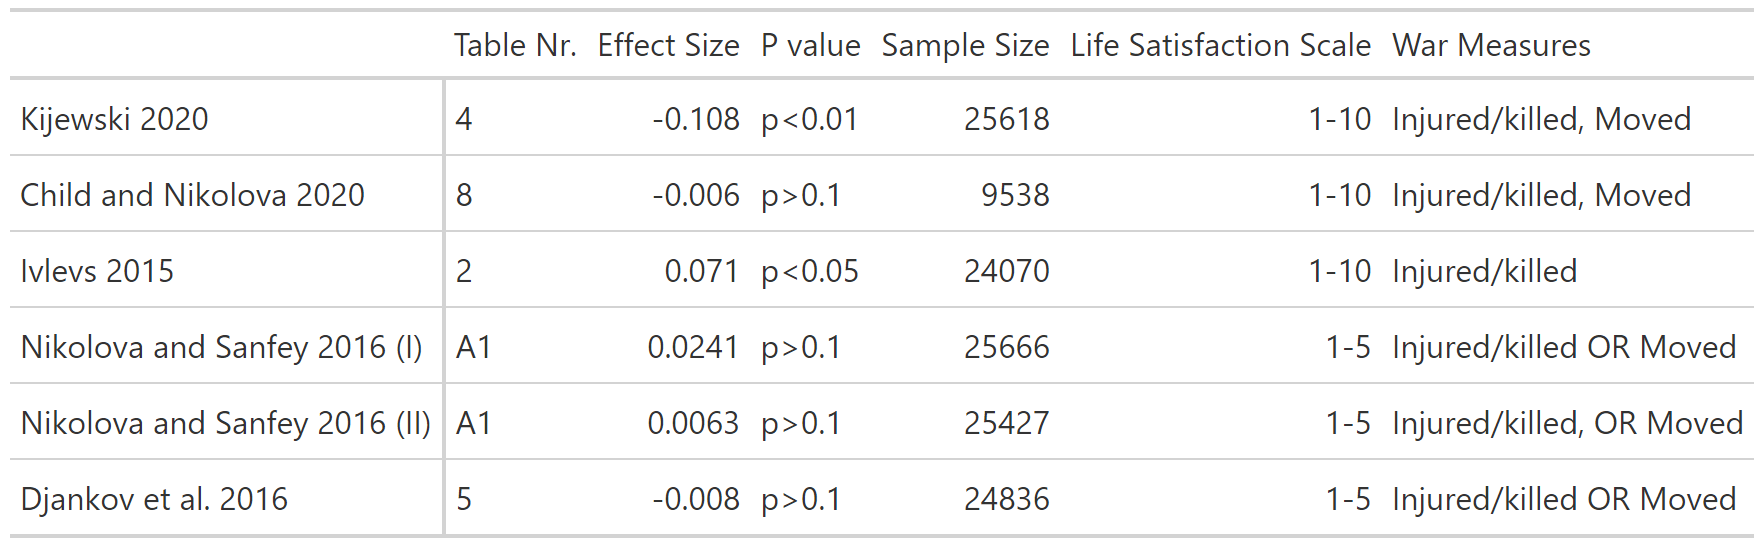 Table Nr. Effect Size P value Sample Size Life Satisfaction Scale War Measures
Kijewski 2020 4 -0.108 p<0.01 25618 1-10 Injured/killed, Moved
Child and Nikolova 2020 8 -0.006 p>0.1 9538 1-10 Injured/killed, Moved
Ivlevs 2015 2 0.071 p<0.05 24070 1-10 Injured/killed
Nikolova and Sanfey 2016 (I) A1 0.0241 p>0.1 25666 1-5 Injured/killed OR Moved
Nikolova and Sanfey 2016 (II) A1 0.0063 p>0.1 25427 1-5 Injured/killed, OR Moved
Djankov et al. 2016 5 -0.008 p>0.1 24836 1-5 Injured/killed OR Moved